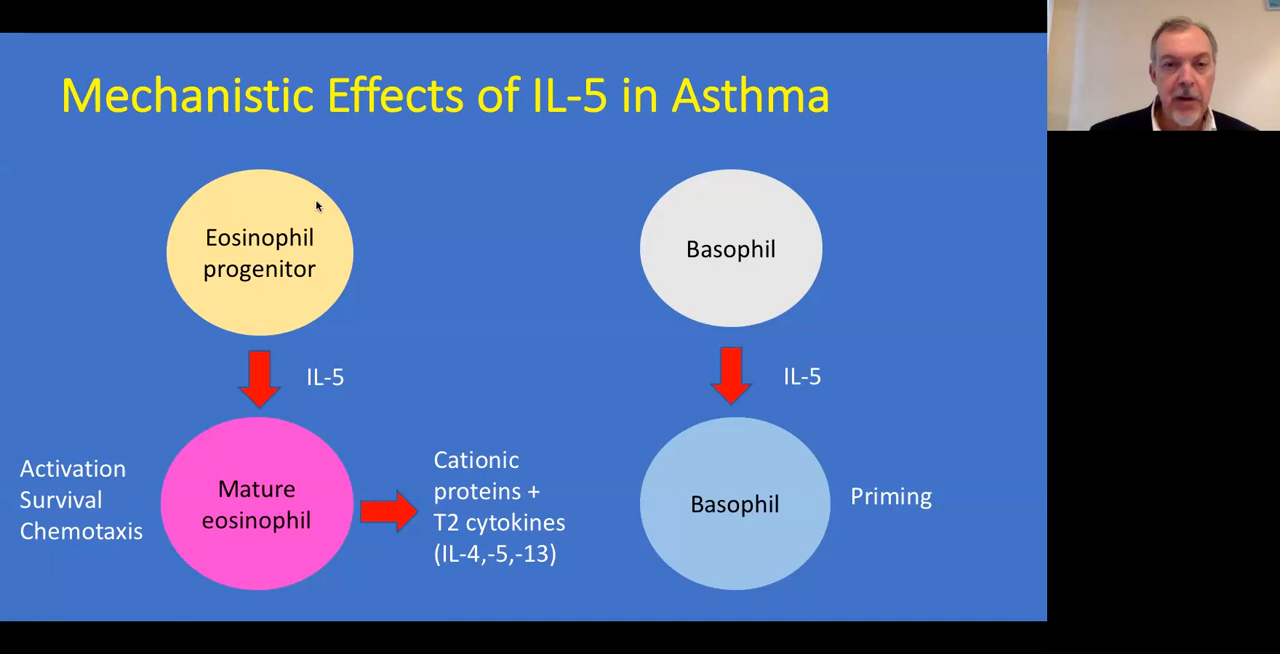 Mechanistic Effects of IL-5 in Asthma
Eosinophil
progenitor
IL-5
Activation
Survival
Chemotaxis
Mature
eosinophil
Cationic
proteins +
T2 cytokines
(IL-4,-5,-13)
Basophil
IL-5
Basophil
Priming